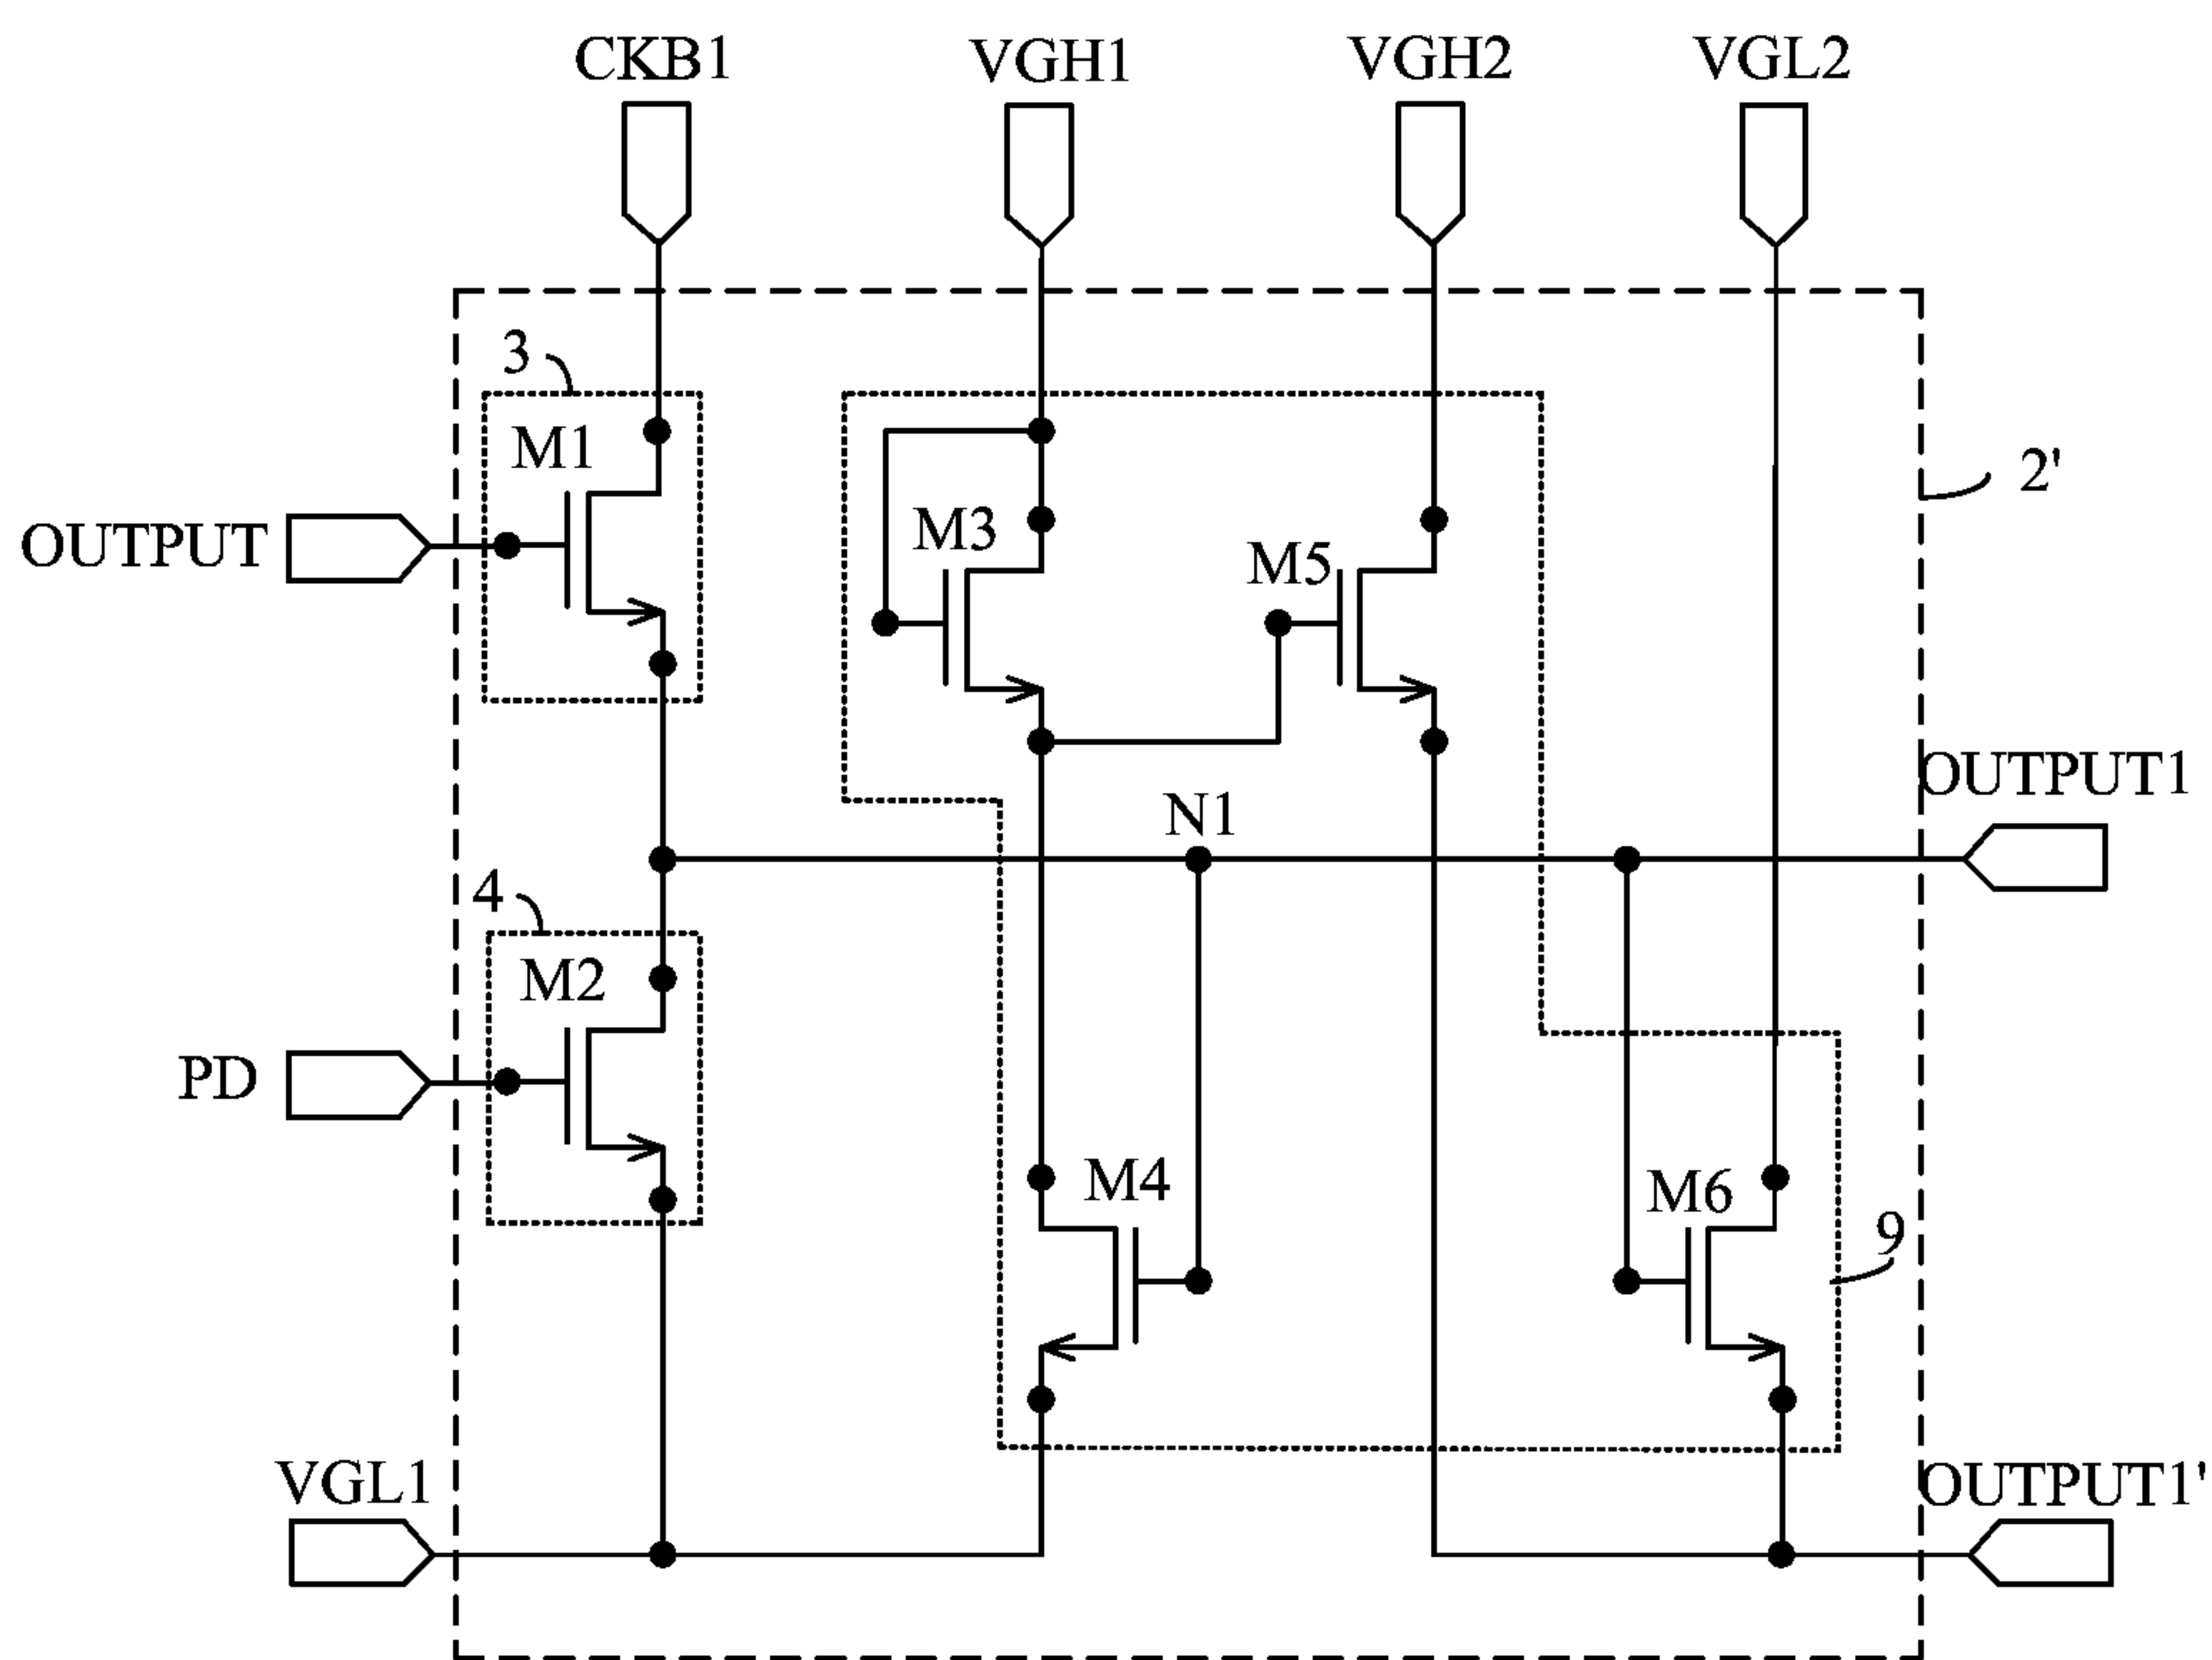 CKB1
VGH1
VGH2
VGL2
3
M1
2'
OUTPUT
M3
M5
OUTPUT1
N1
4
M2
PD
M4
M6
9
VGL1
OUTPUT1'